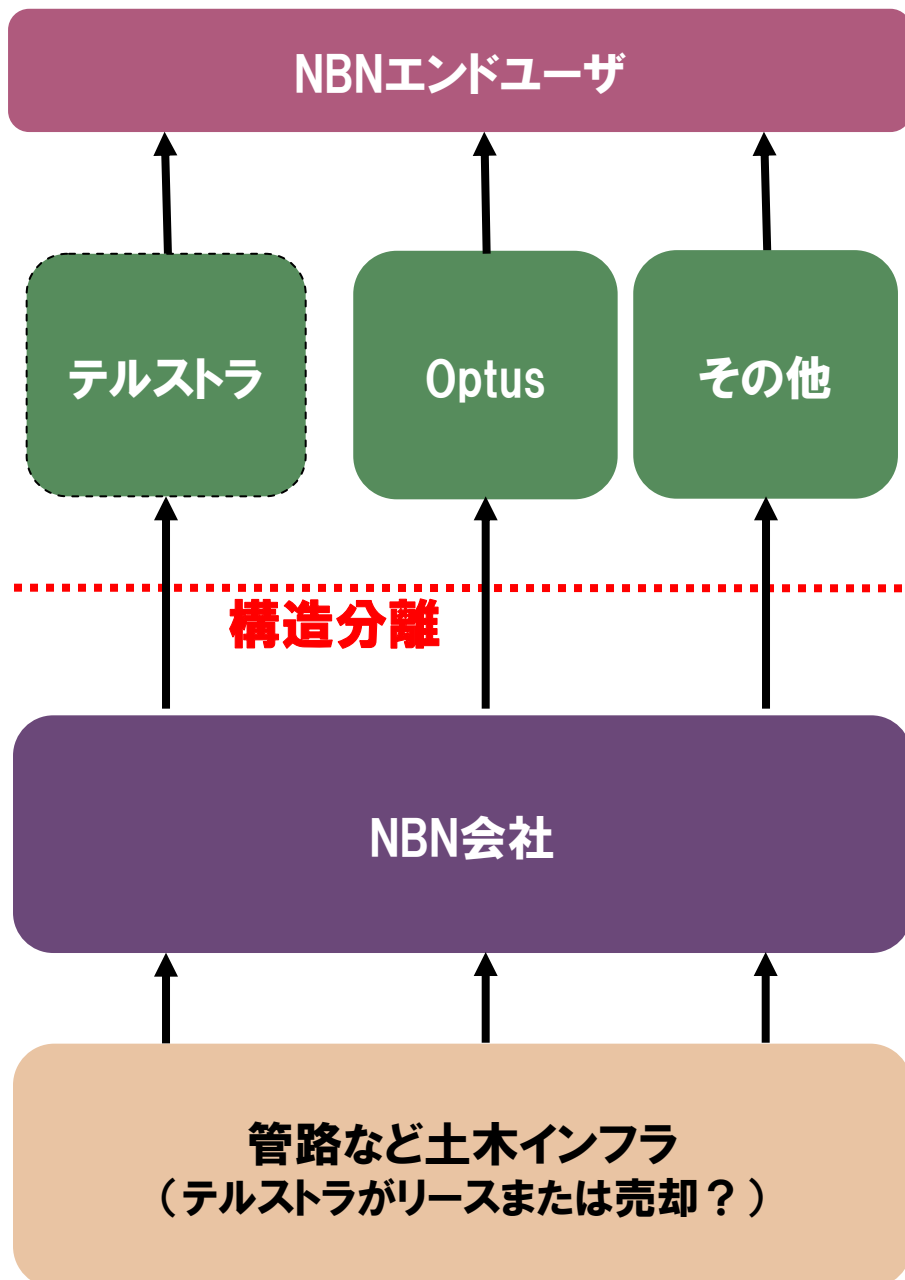 NBNエンドユーザ
テルストラ
Optus
その他
構造分離
NBN会社
管路など土木インフラ
（テルストラがリースまたは売却？）